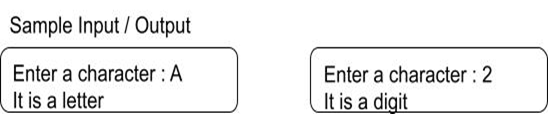 Sample Input / Output
Enter a character : A
It is a letter
Enter a character : 2
It is a digit